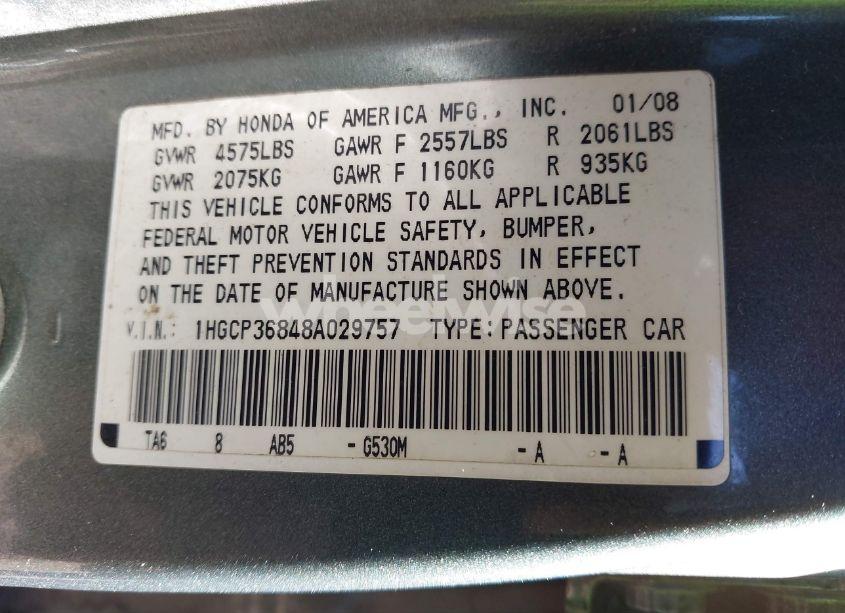 MFD. BY HONDA OF AMERICA MFG., INC. 01/08
GVWR 4575LBS GAWR F 2557LBS R 2061LBS
GVWR 2075KG GAWR F 1160KG R 935KG
THIS VEHICLE CONFORMS TO ALL APPLICABLE
FEDERAL MOTOR VEHICLE SAFETY, BUMPER,
AND THEFT PREVENTION STANDARDS IN EFFECT
ON THE DATE OF MANUFACTURE SHOWN ABOVE.
wheelwise
V.I.N.: 1HGCP36848A029757 TYPE:PASSENGER CAR
TA6 8 AB5 -G530M -A -A